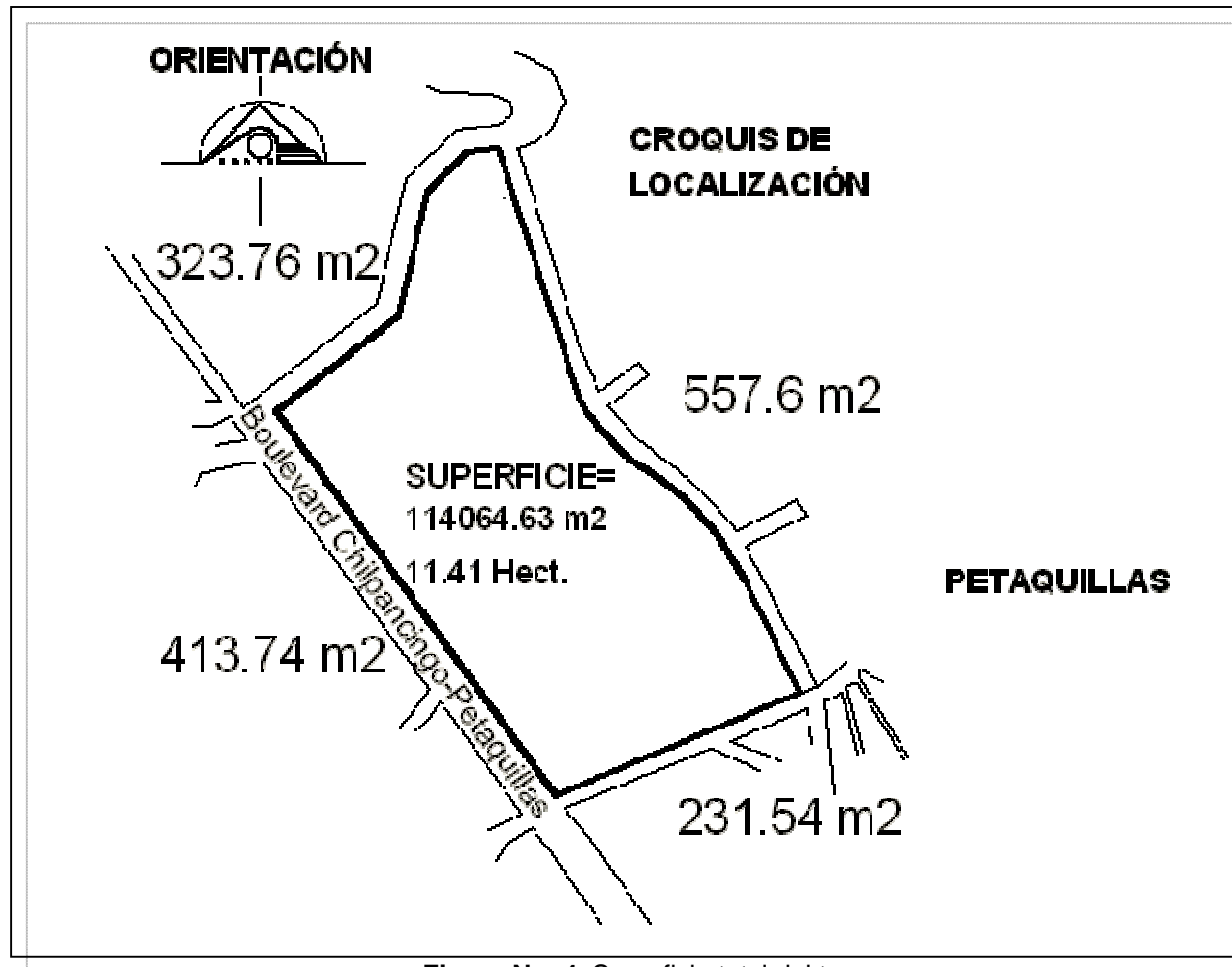 ORIENTACIÓN
CROQUIS DE
LOCALIZACIÓN
323.76 m2
557.6 m2
SUPERFICIE=
114064.63 m2
11.41 Hect.
Boulevard Chilpancingo-Petaquillas
PETAQUILLAS
413.74 m2
231.54 m2